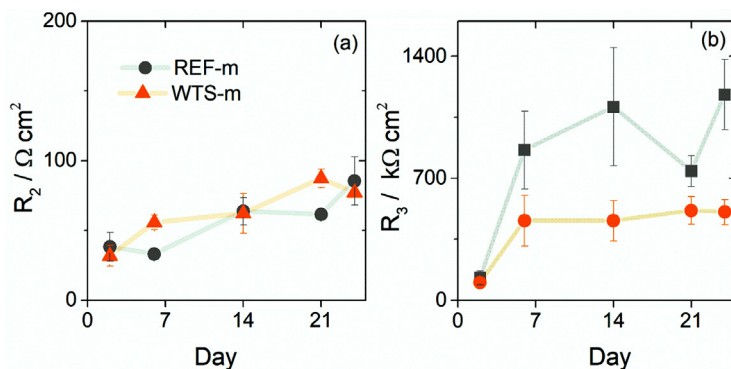 200
(a)
REF-m
WTS-m
100
R₂ / Ω cm²
0
0 7 14 21
Day
1400
(b)
700
R₃ / kΩ cm²
0
0 7 14 21
Day